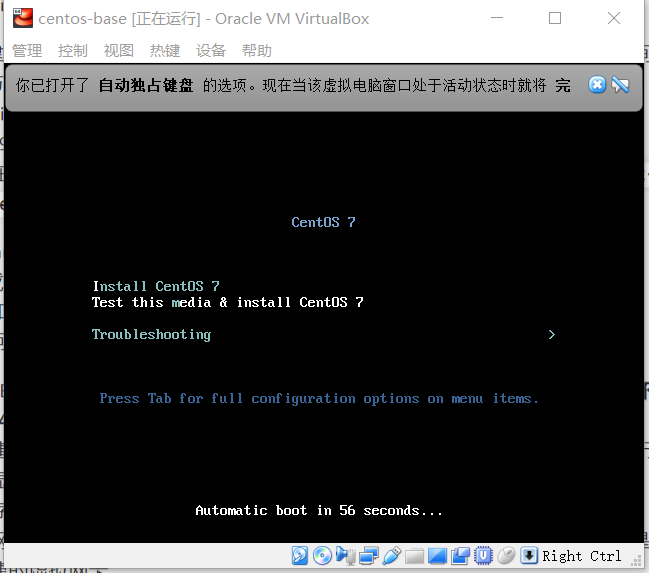 centos-base [正在运行] - Oracle VM VirtualBox
管理 控制 视图 热键 设备 帮助
你已打开了 自动独占键盘 的选项。现在当该虚拟电脑窗口处于活动状态时就将 完
CentOS 7
Install CentOS 7
Test this media & install CentOS 7
Troubleshooting >
Press Tab for full configuration options on menu items.
Automatic boot in 56 seconds...
Right Ctrl